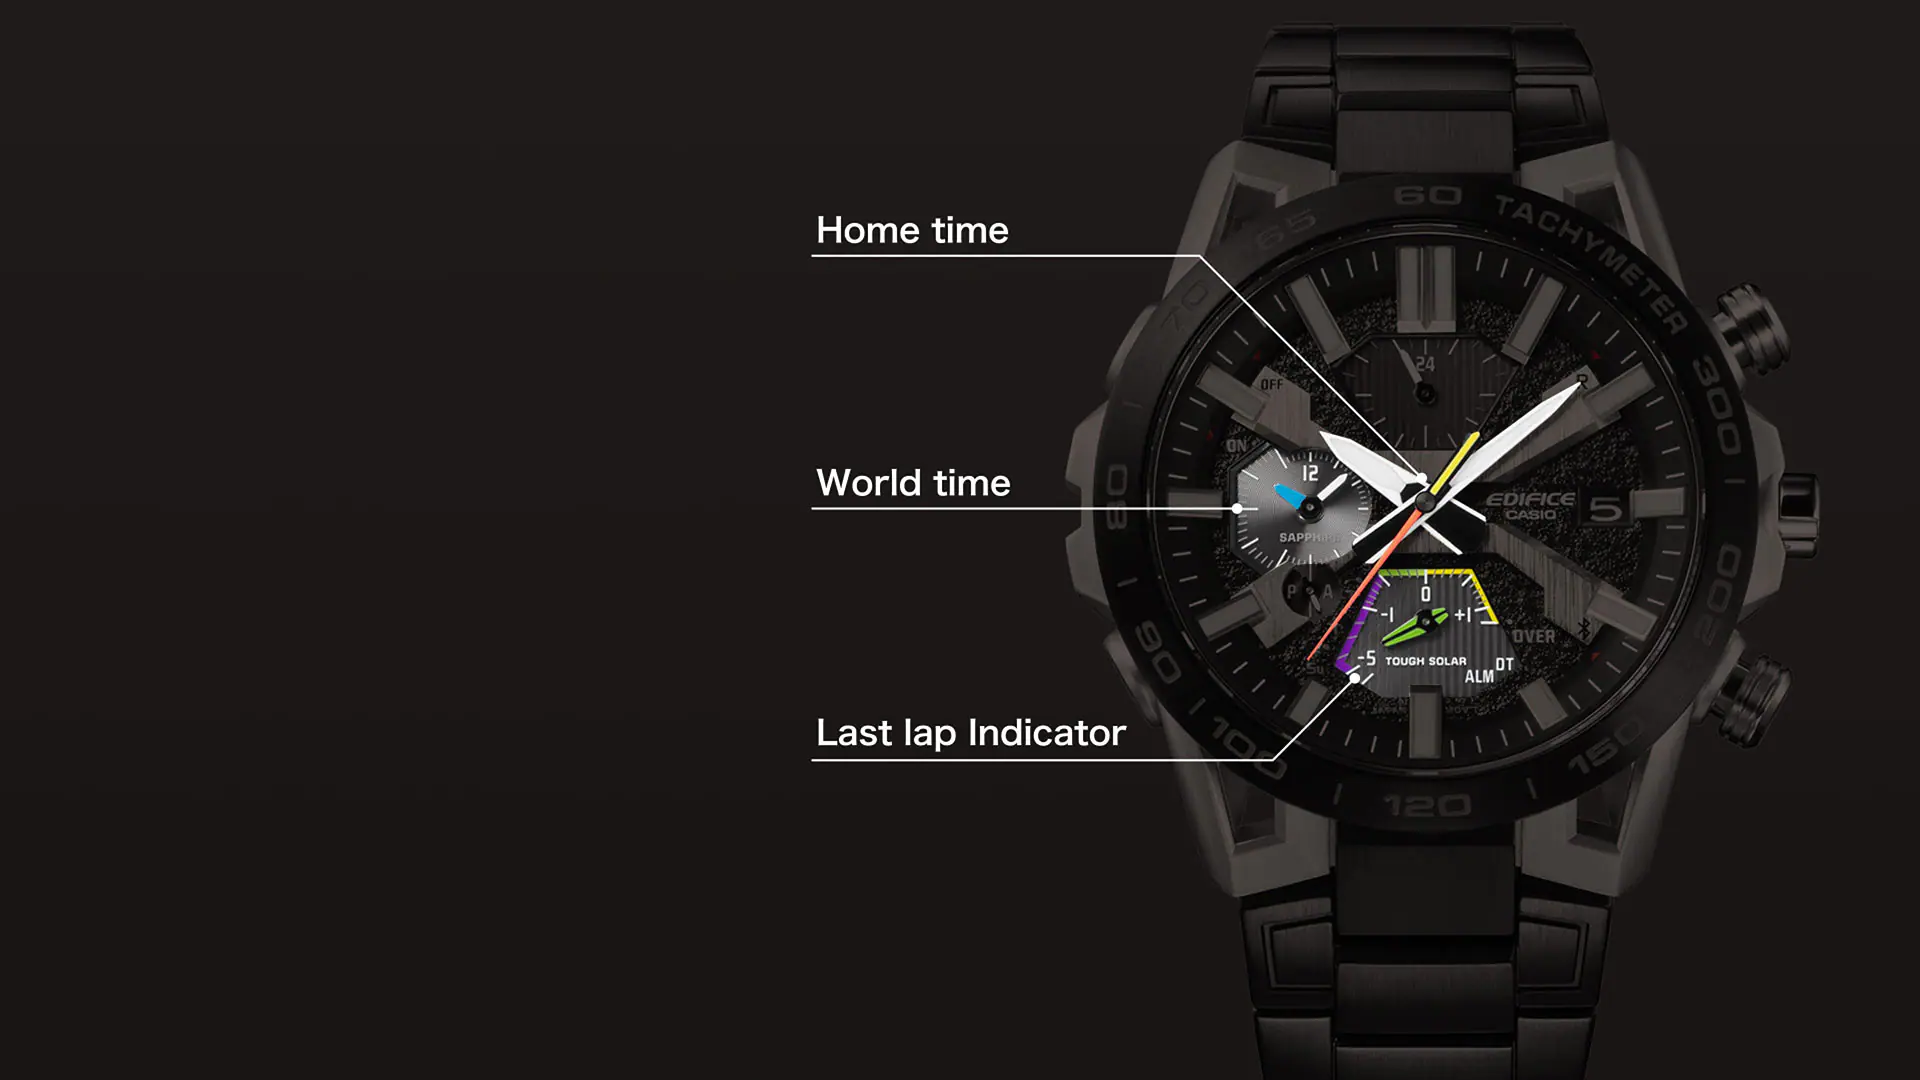 Home time
World time
Last lap Indicator
60
TACHYMETER
65
70
300
24
R
OFF
ON
12
EDIFICE
CASIO
5
80
SAPPHIRE
P A
0
-1 +1
OVER
-5 TOUGH SOLAR
DT
ALM
200
90
100
150
120